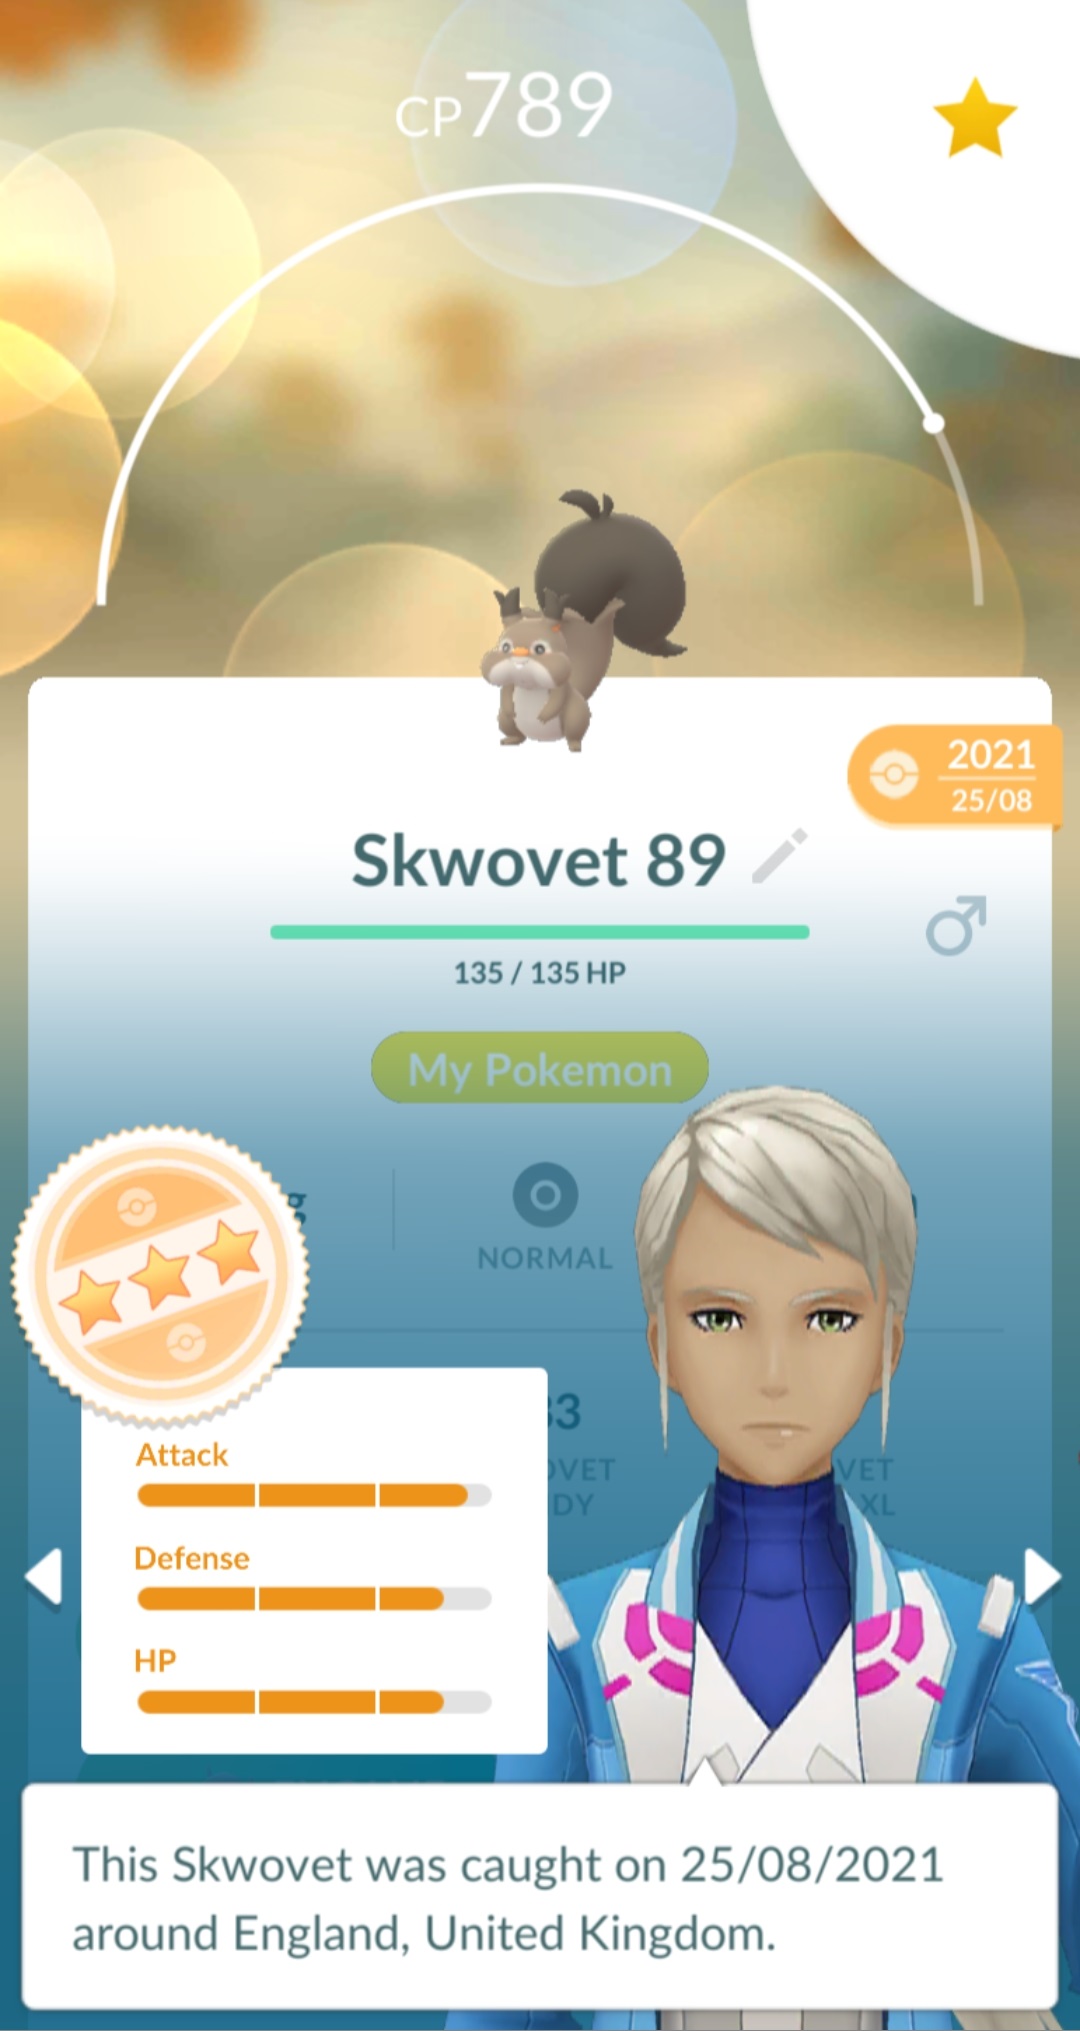 CP789
2021
25/08
Skwovet 89
135 / 135 HP
My Pokemon
NORMAL
Attack
Defense
HP
This Skwovet was caught on 25/08/2021
around England, United Kingdom.